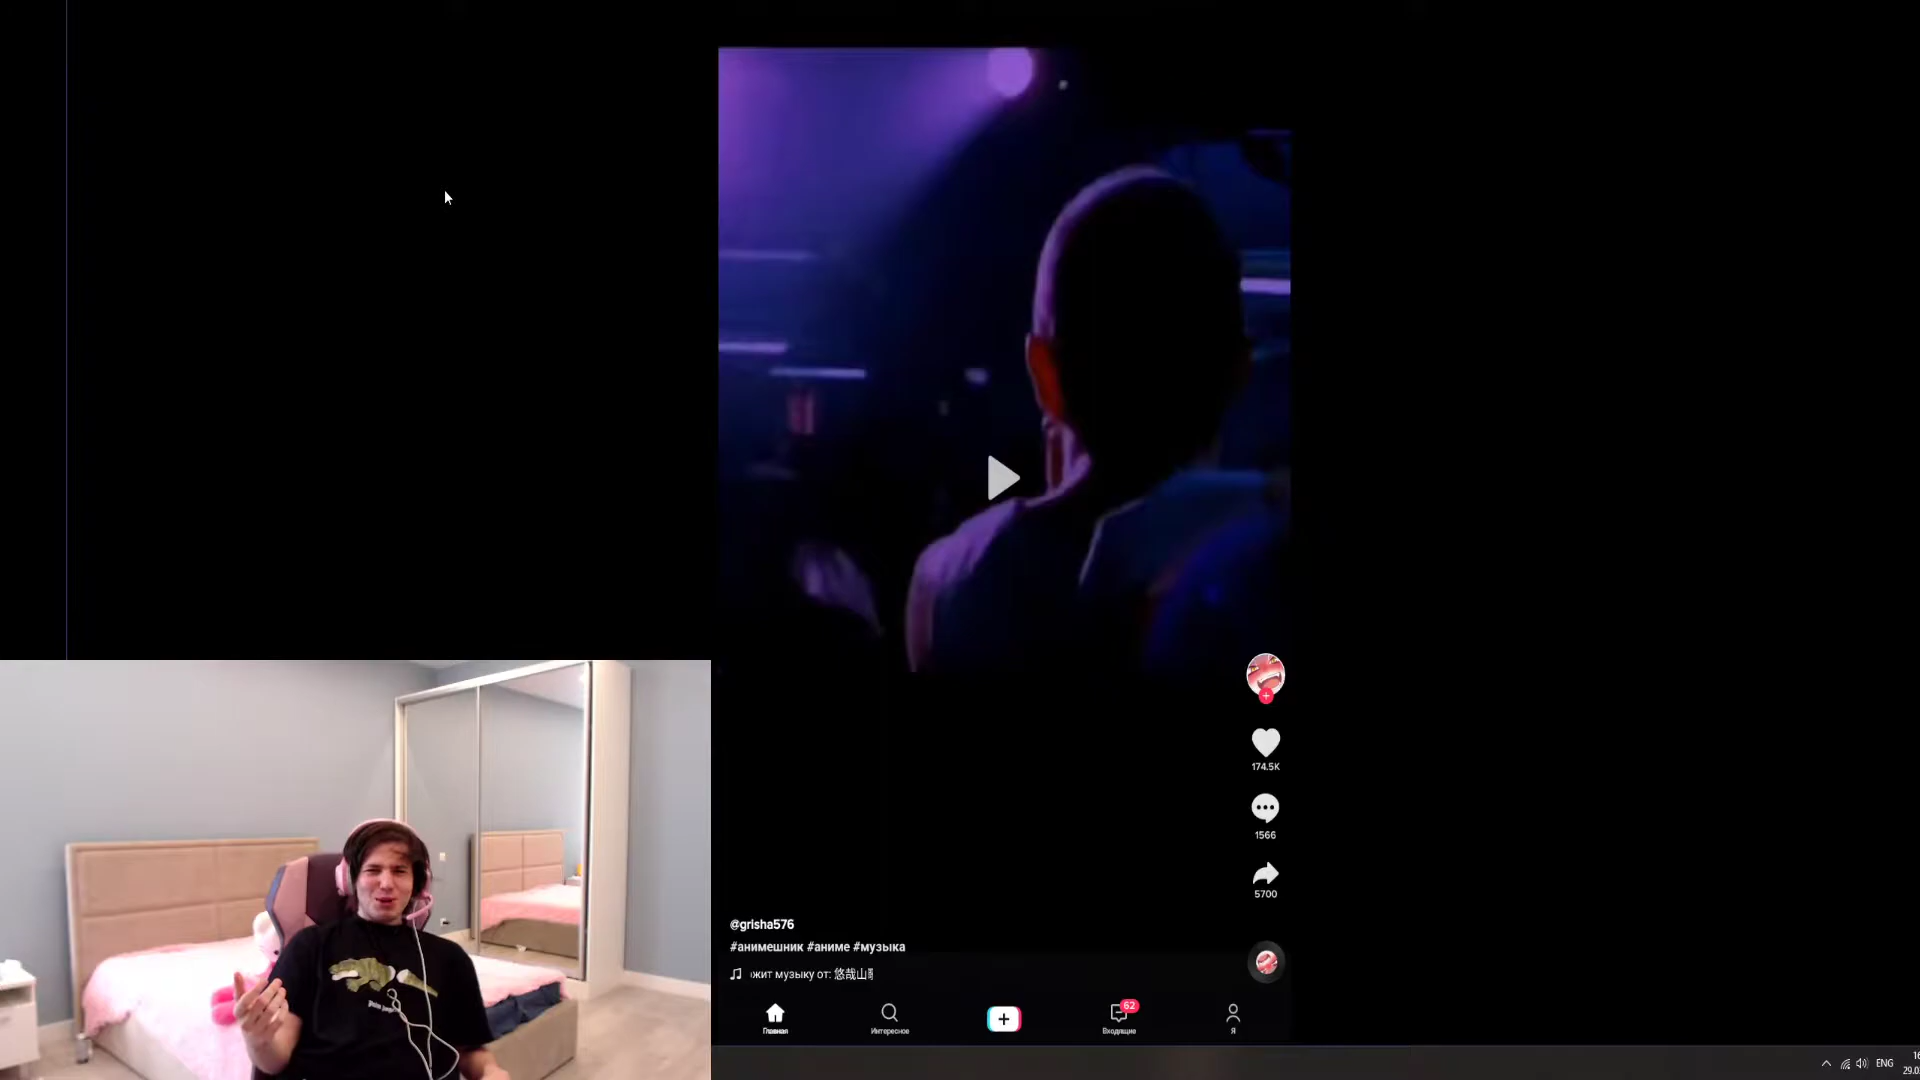 174.5K
1566
5700
@grisha576
#анимешник #аниме #музыка
жит музыку от: 悠哉山
Главная
Интересное
62
Входящие
Я
ENG